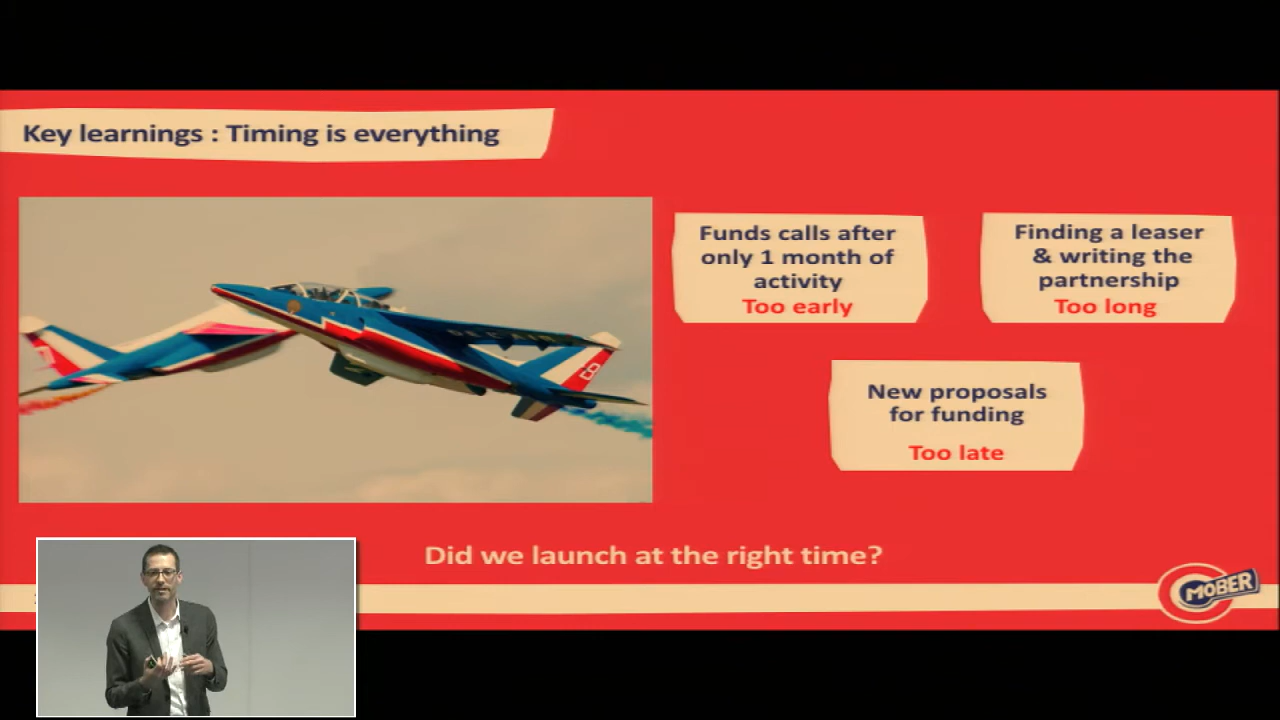 Key learnings : Timing is everything
Funds calls after
only 1 month of
activity
Too early
Finding a leaser
& writing the
partnership
Too long
New proposals
for funding
Too late
8
Did we launch at the right time?
MOBER